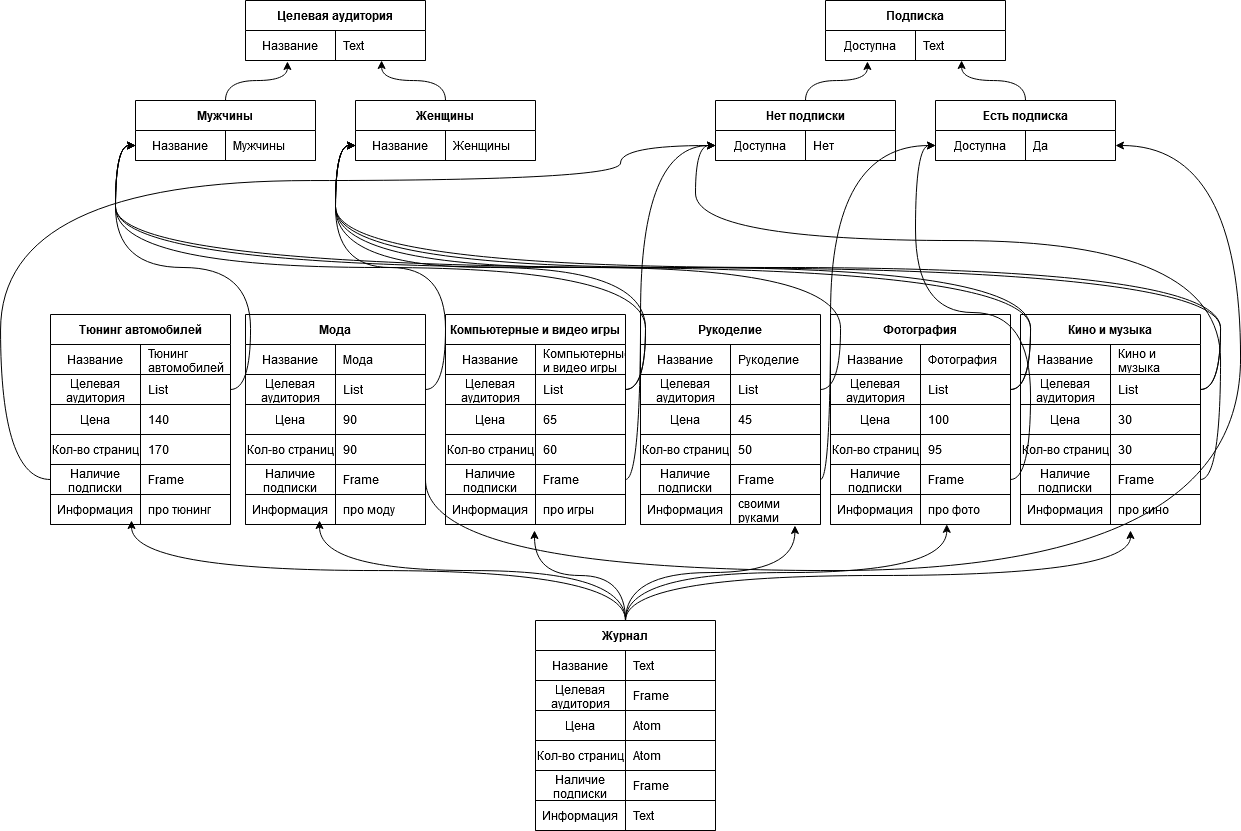 Целевая аудитория
Название Text
Подписка
Доступна Text
Мужчины
Название Мужчины
Женщины
Название Женщины
Нет подписки
Доступна Нет
Есть подписка
Доступна Да
Тюнинг автомобилей
Название Тюнинг
автомобилей
Целевая
аудитория List
Цена 140
Кол-во страниц 170
Наличие
подписки Frame
Информация про тюнинг
Мода
Название Мода
Целевая
аудитория List
Цена 90
Кол-во страниц 90
Наличие
подписки Frame
Информация про моду
Компьютерные и видео игры
Название Компьютерны
и видео игры
Целевая
аудитория List
Цена 65
Кол-во страниц 60
Наличие
подписки Frame
Информация про игры
Рукоделие
Название Рукоделие
Целевая
аудитория List
Цена 45
Кол-во страниц 50
Наличие
подписки Frame
Информация своими
руками
Фотография
Название Фотография
Целевая
аудитория List
Цена 100
Кол-во страниц 95
Наличие
подписки Frame
Информация про фото
Кино и музыка
Название Кино и
музыка
Целевая
аудитория List
Цена 30
Кол-во страниц 30
Наличие
подписки Frame
Информация про кино
Журнал
Название Text
Целевая
аудитория Frame
Цена Atom
Кол-во страниц Atom
Наличие
подписки Frame
Информация Text